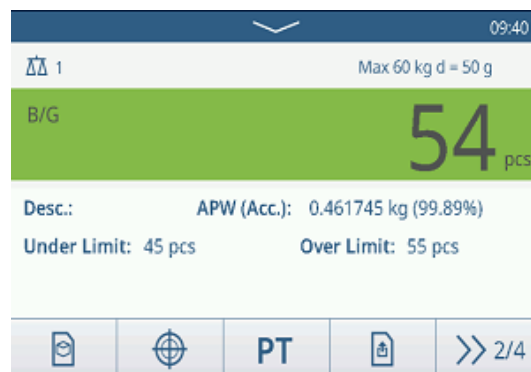 09:40
1 Max 60 kg d = 50 g
B/G
54 pcs
Desc.: APW (Acc.): 0.461745 kg (99.89%)
Under Limit: 45 pcs Over Limit: 55 pcs
PT 2/4